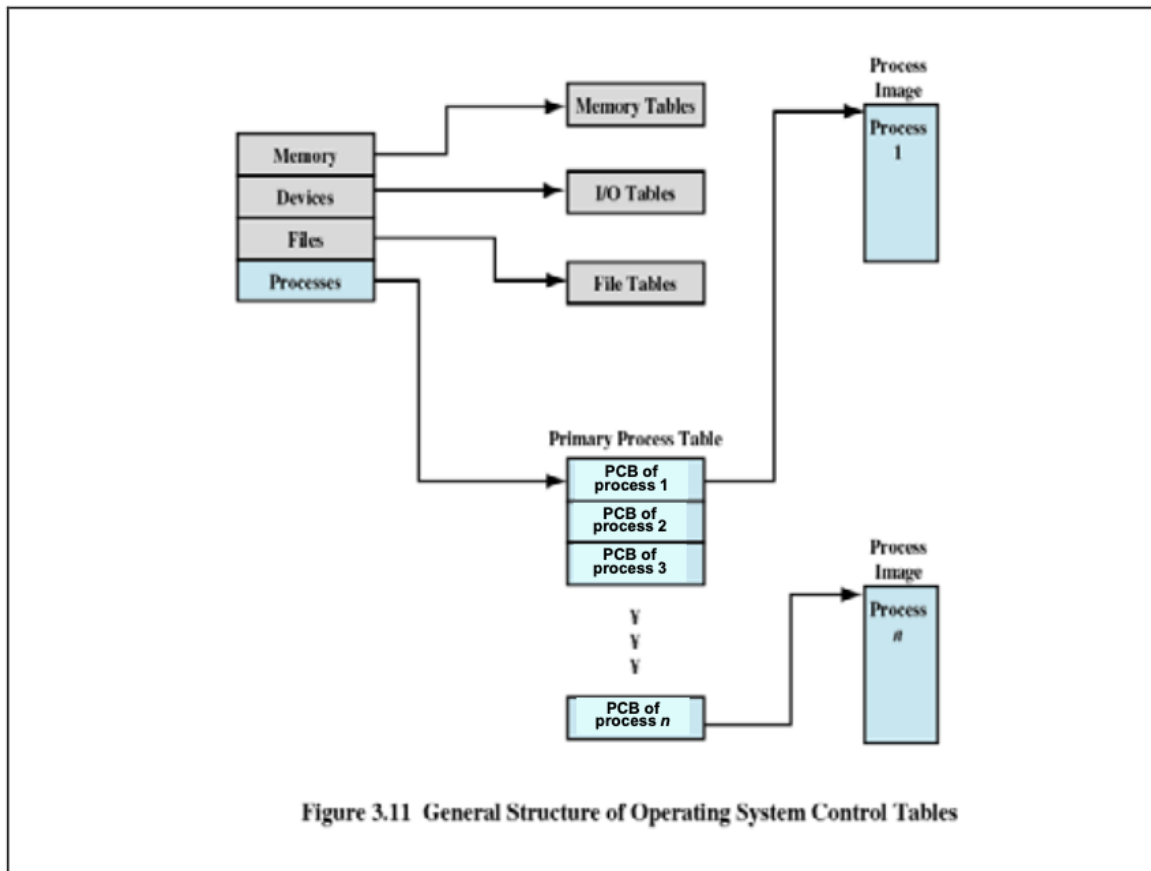 Memory
Devices
Files
Processes
Memory Tables
I/O Tables
File Tables
Process
Image
Process
1
Primary Process Table
PCB of
process 1
PCB of
process 2
PCB of
process 3
¥
¥
¥
PCB of
process n
Process
Image
Process
n
Figure 3.11 General Structure of Operating System Control Tables